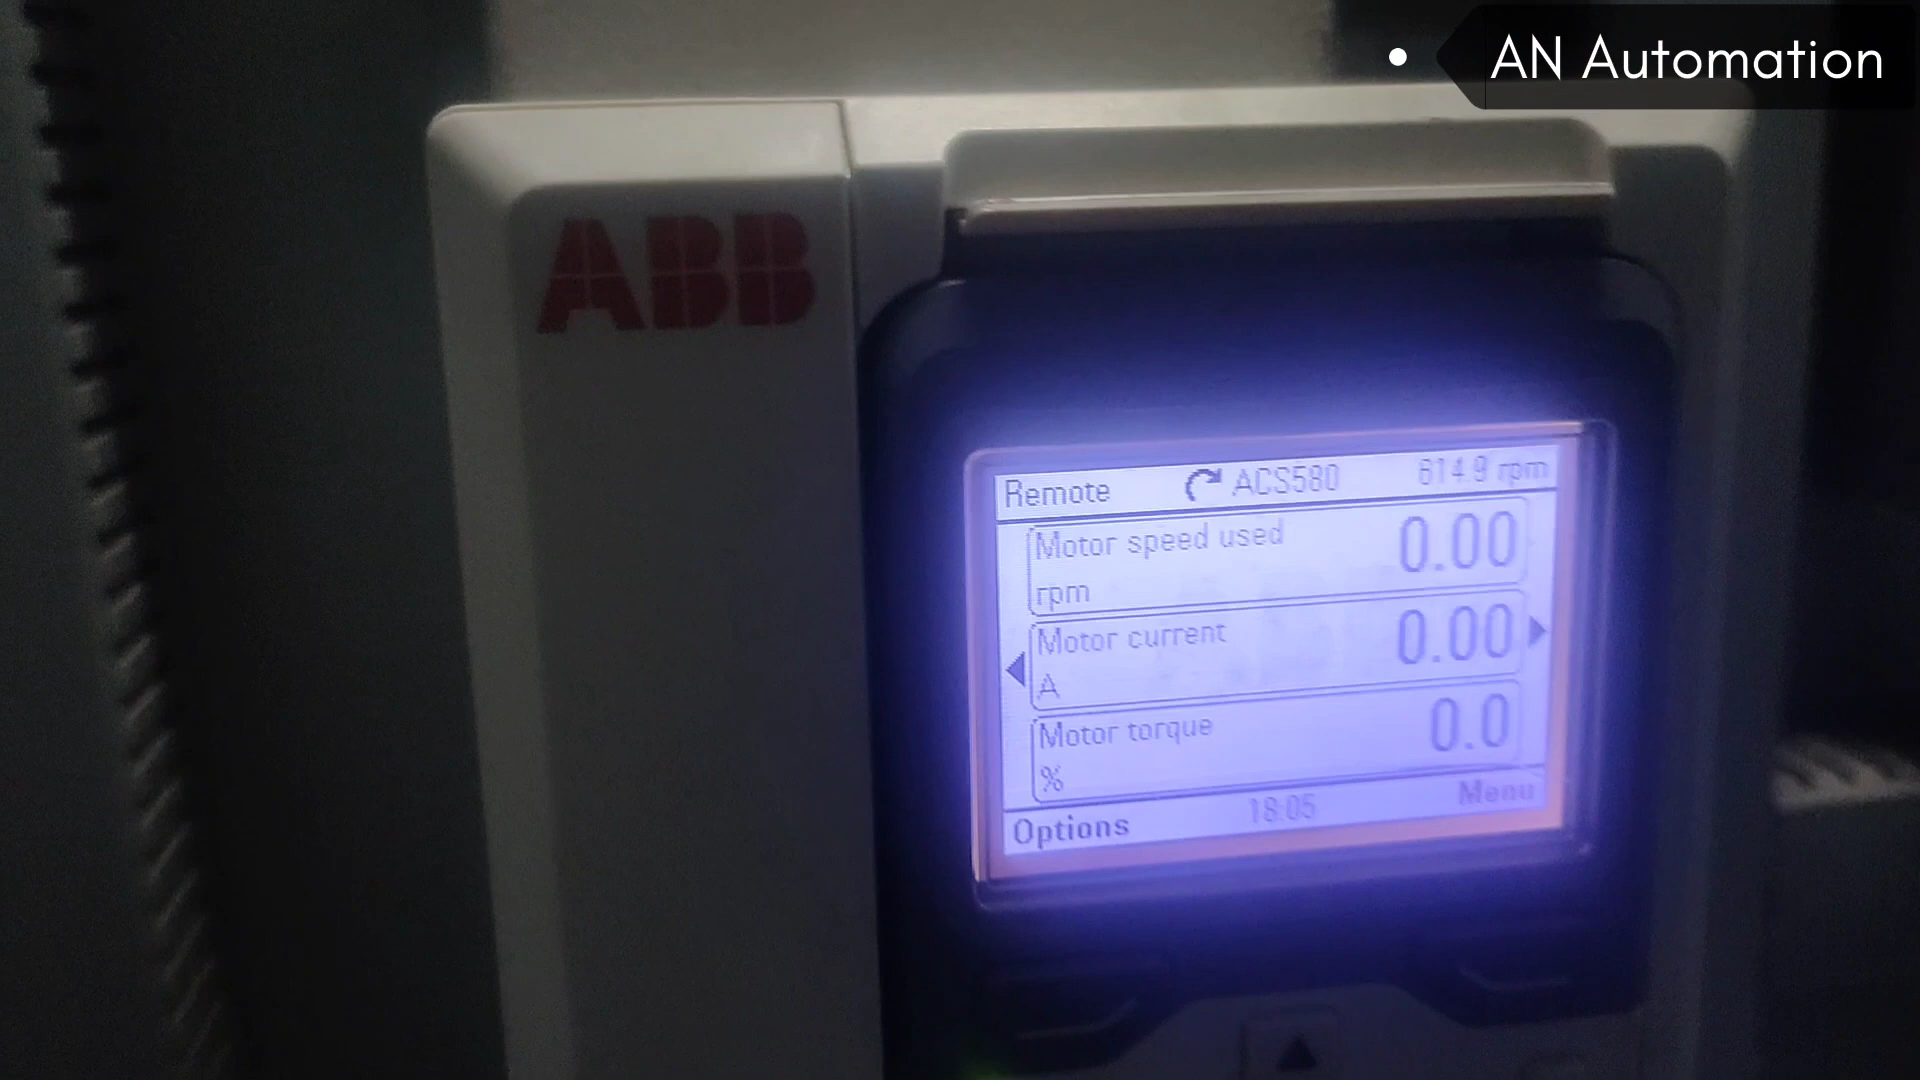 AN Automation
ABB
Remote ACS580 614.9 rpm
Motor speed used 0.00
rpm
Motor current 0.00
A
Motor torque 0.0
%
Options 18:05 Menu